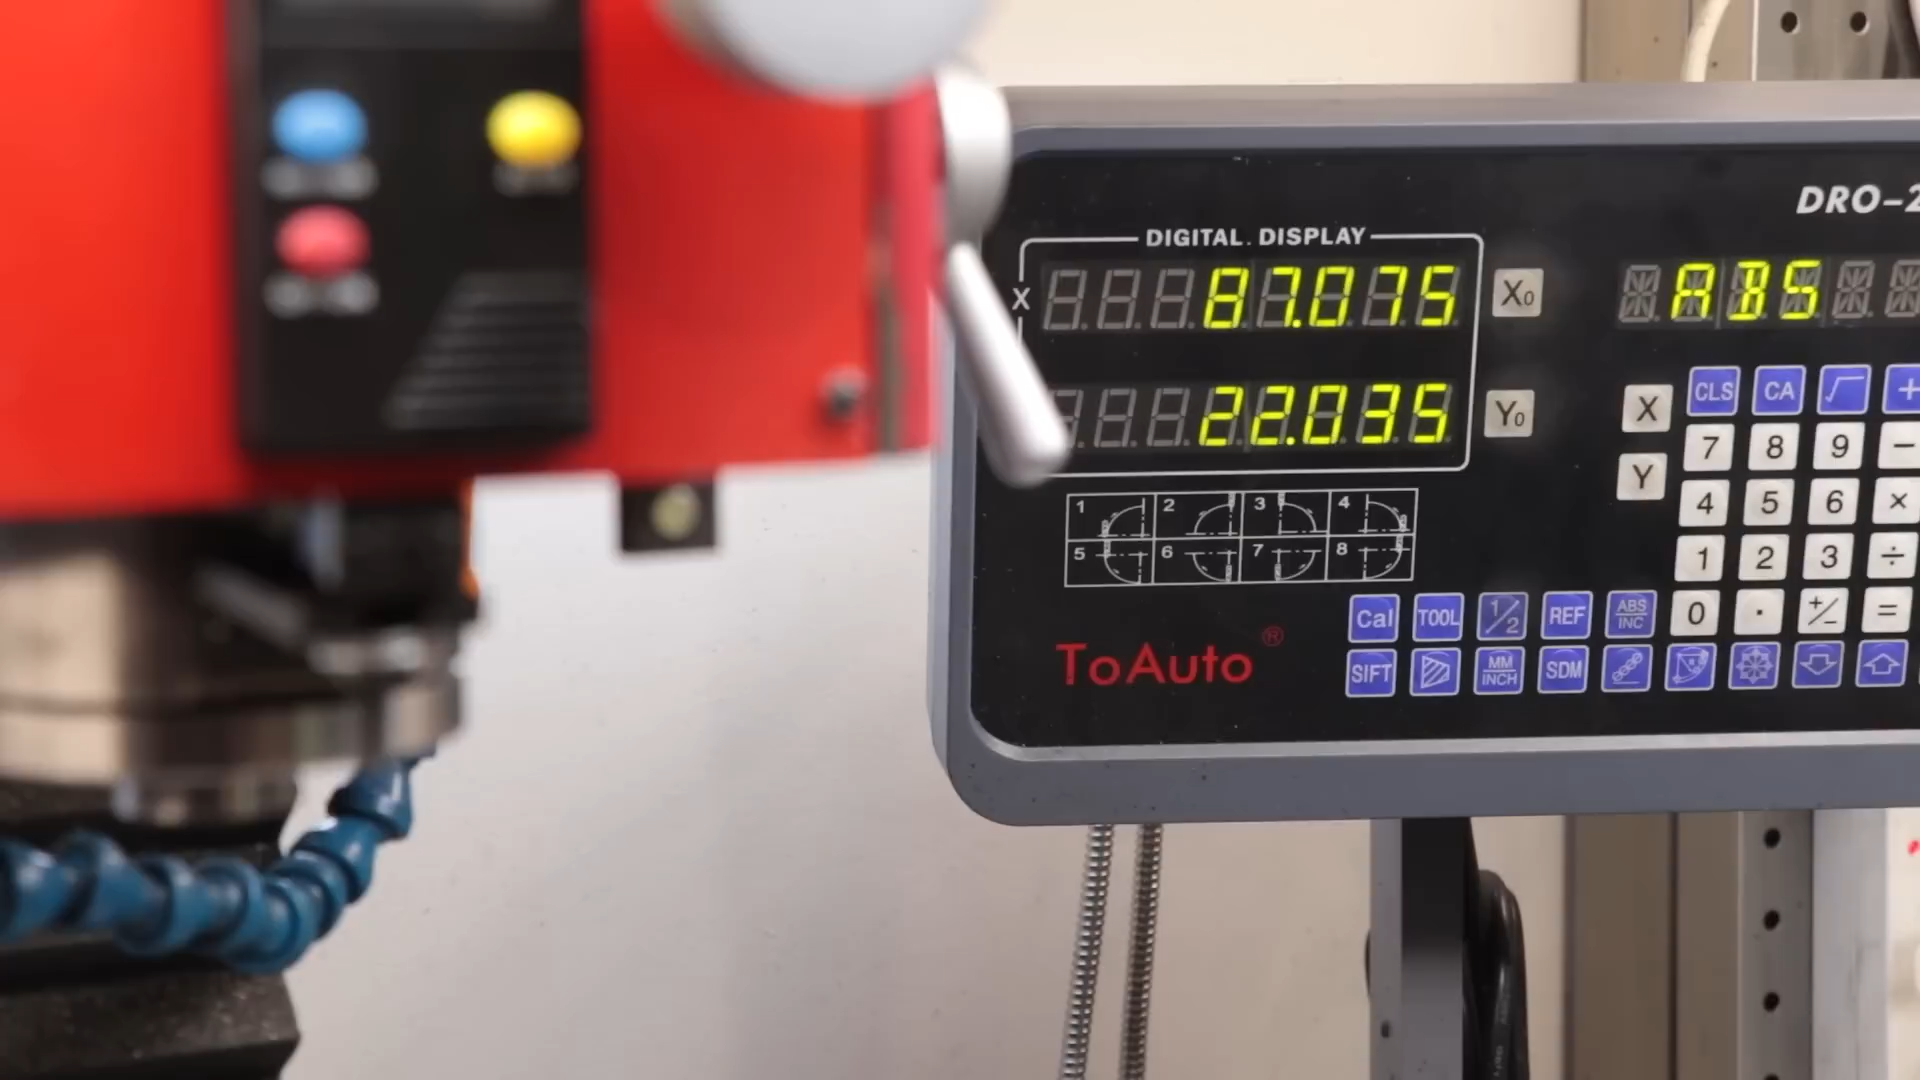 DRO-2
DIGITAL. DISPLAY
X 87.075 X0 ABS
22.035 Y0
X CLS CA √ +
7 8 9 −
Y 4 5 6 ×
1 2 3 4
5 6 7 8
1 2 3 ÷
Cal TOOL 1/2 REF ABS/INC 0 . +/− =
ToAuto®
SIFT MM/INCH SDM